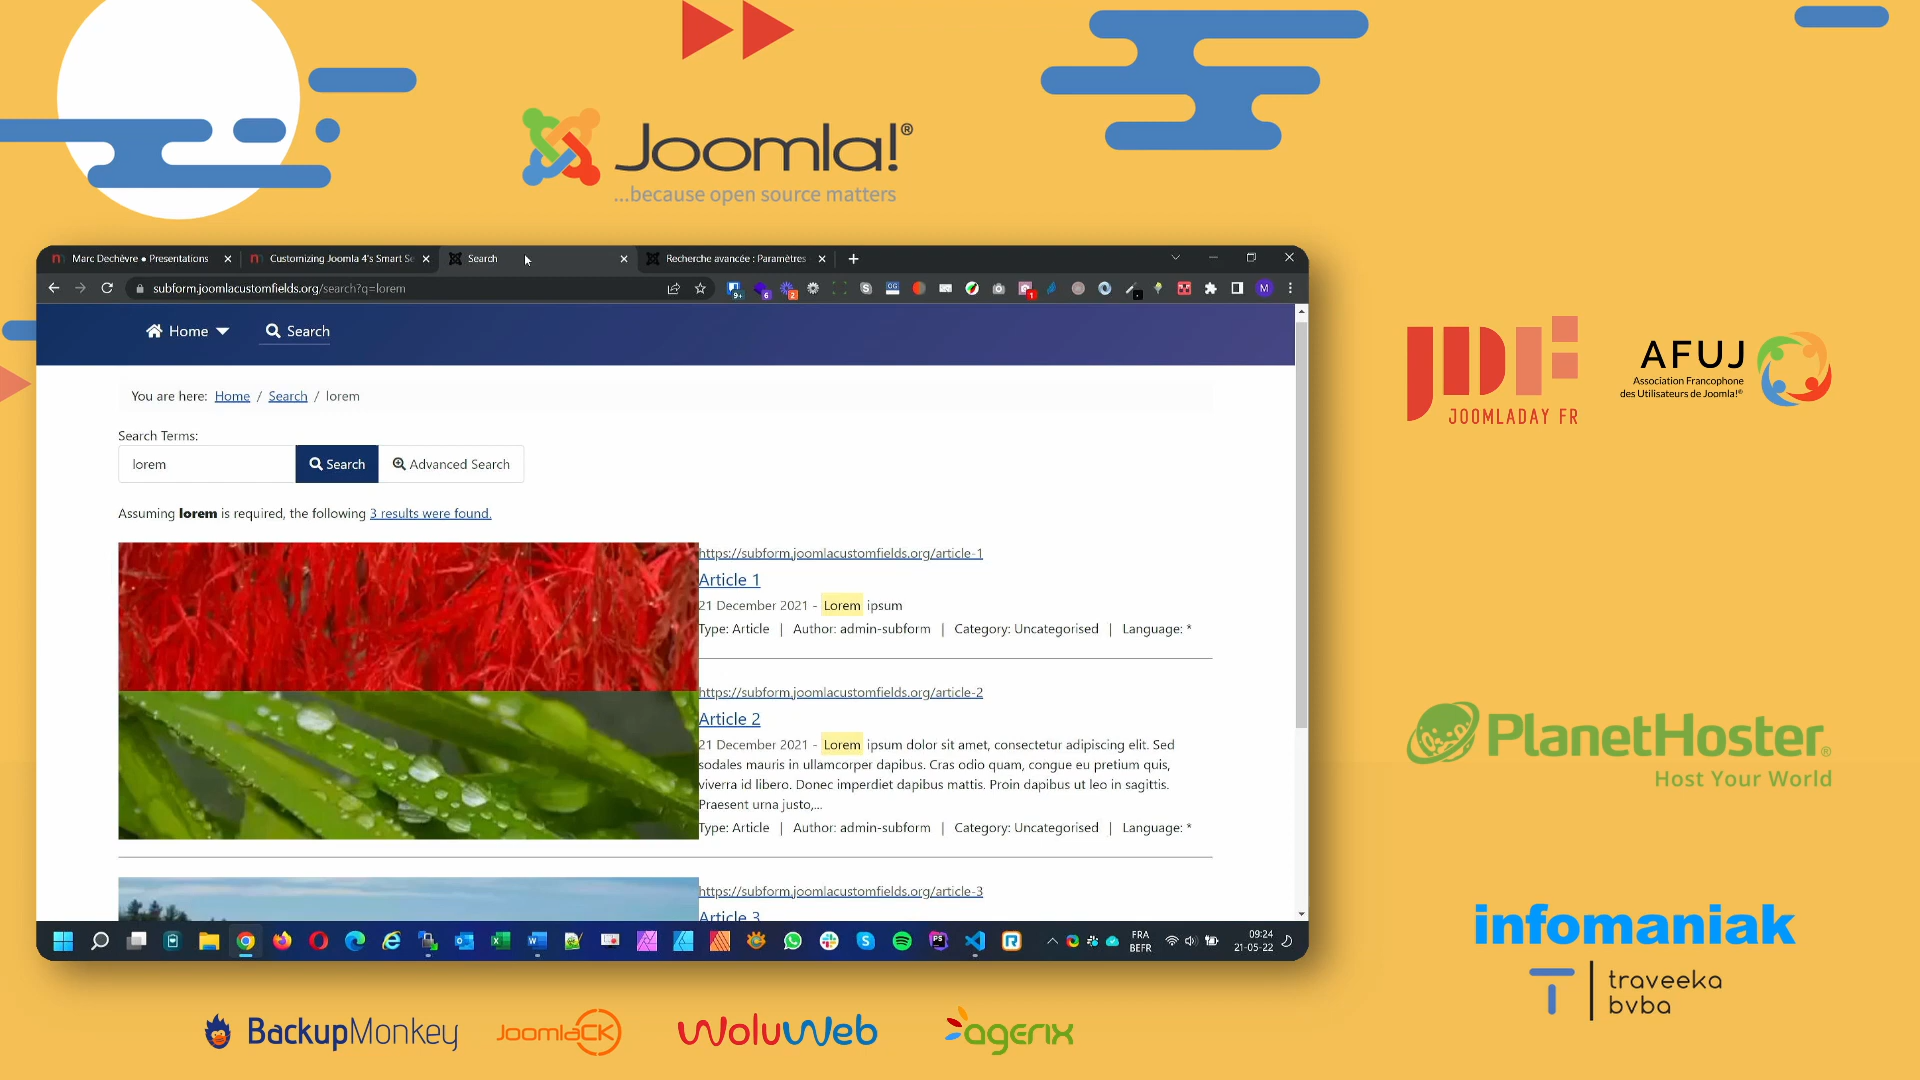 Joomla!®
...because open source matters
Marc Dechèvre ● Presentations
Customizing Joomla 4's Smart Se
Search
Recherche avancée : Paramètres
subform.joomlacustomfields.org/search?q=lorem
Home
Search
You are here: Home / Search / lorem
Search Terms:
lorem
Search
Advanced Search
Assuming lorem is required, the following 3 results were found.
https://subform.joomlacustomfields.org/article-1
Article 1
21 December 2021 - Lorem ipsum
Type: Article | Author: admin-subform | Category: Uncategorised | Language: *
https://subform.joomlacustomfields.org/article-2
Article 2
21 December 2021 - Lorem ipsum dolor sit amet, consectetur adipiscing elit. Sed
sodales mauris in ullamcorper dapibus. Cras odio quam, congue eu pretium quis,
viverra id libero. Donec imperdiet dapibus mattis. Proin dapibus ut leo in sagittis.
Praesent urna justo,...
Type: Article | Author: admin-subform | Category: Uncategorised | Language: *
https://subform.joomlacustomfields.org/article-3
Article 3
FRA
BEFR
09:24
21-05-22
JDF
JOOMLADAY FR
AFUJ
Association Francophone
des Utilisateurs de Joomla!®
PlanetHoster®
Host Your World
infomaniak
traveeka
bvba
BackupMonkey
JoomlaCK
WoluWeb
agerix